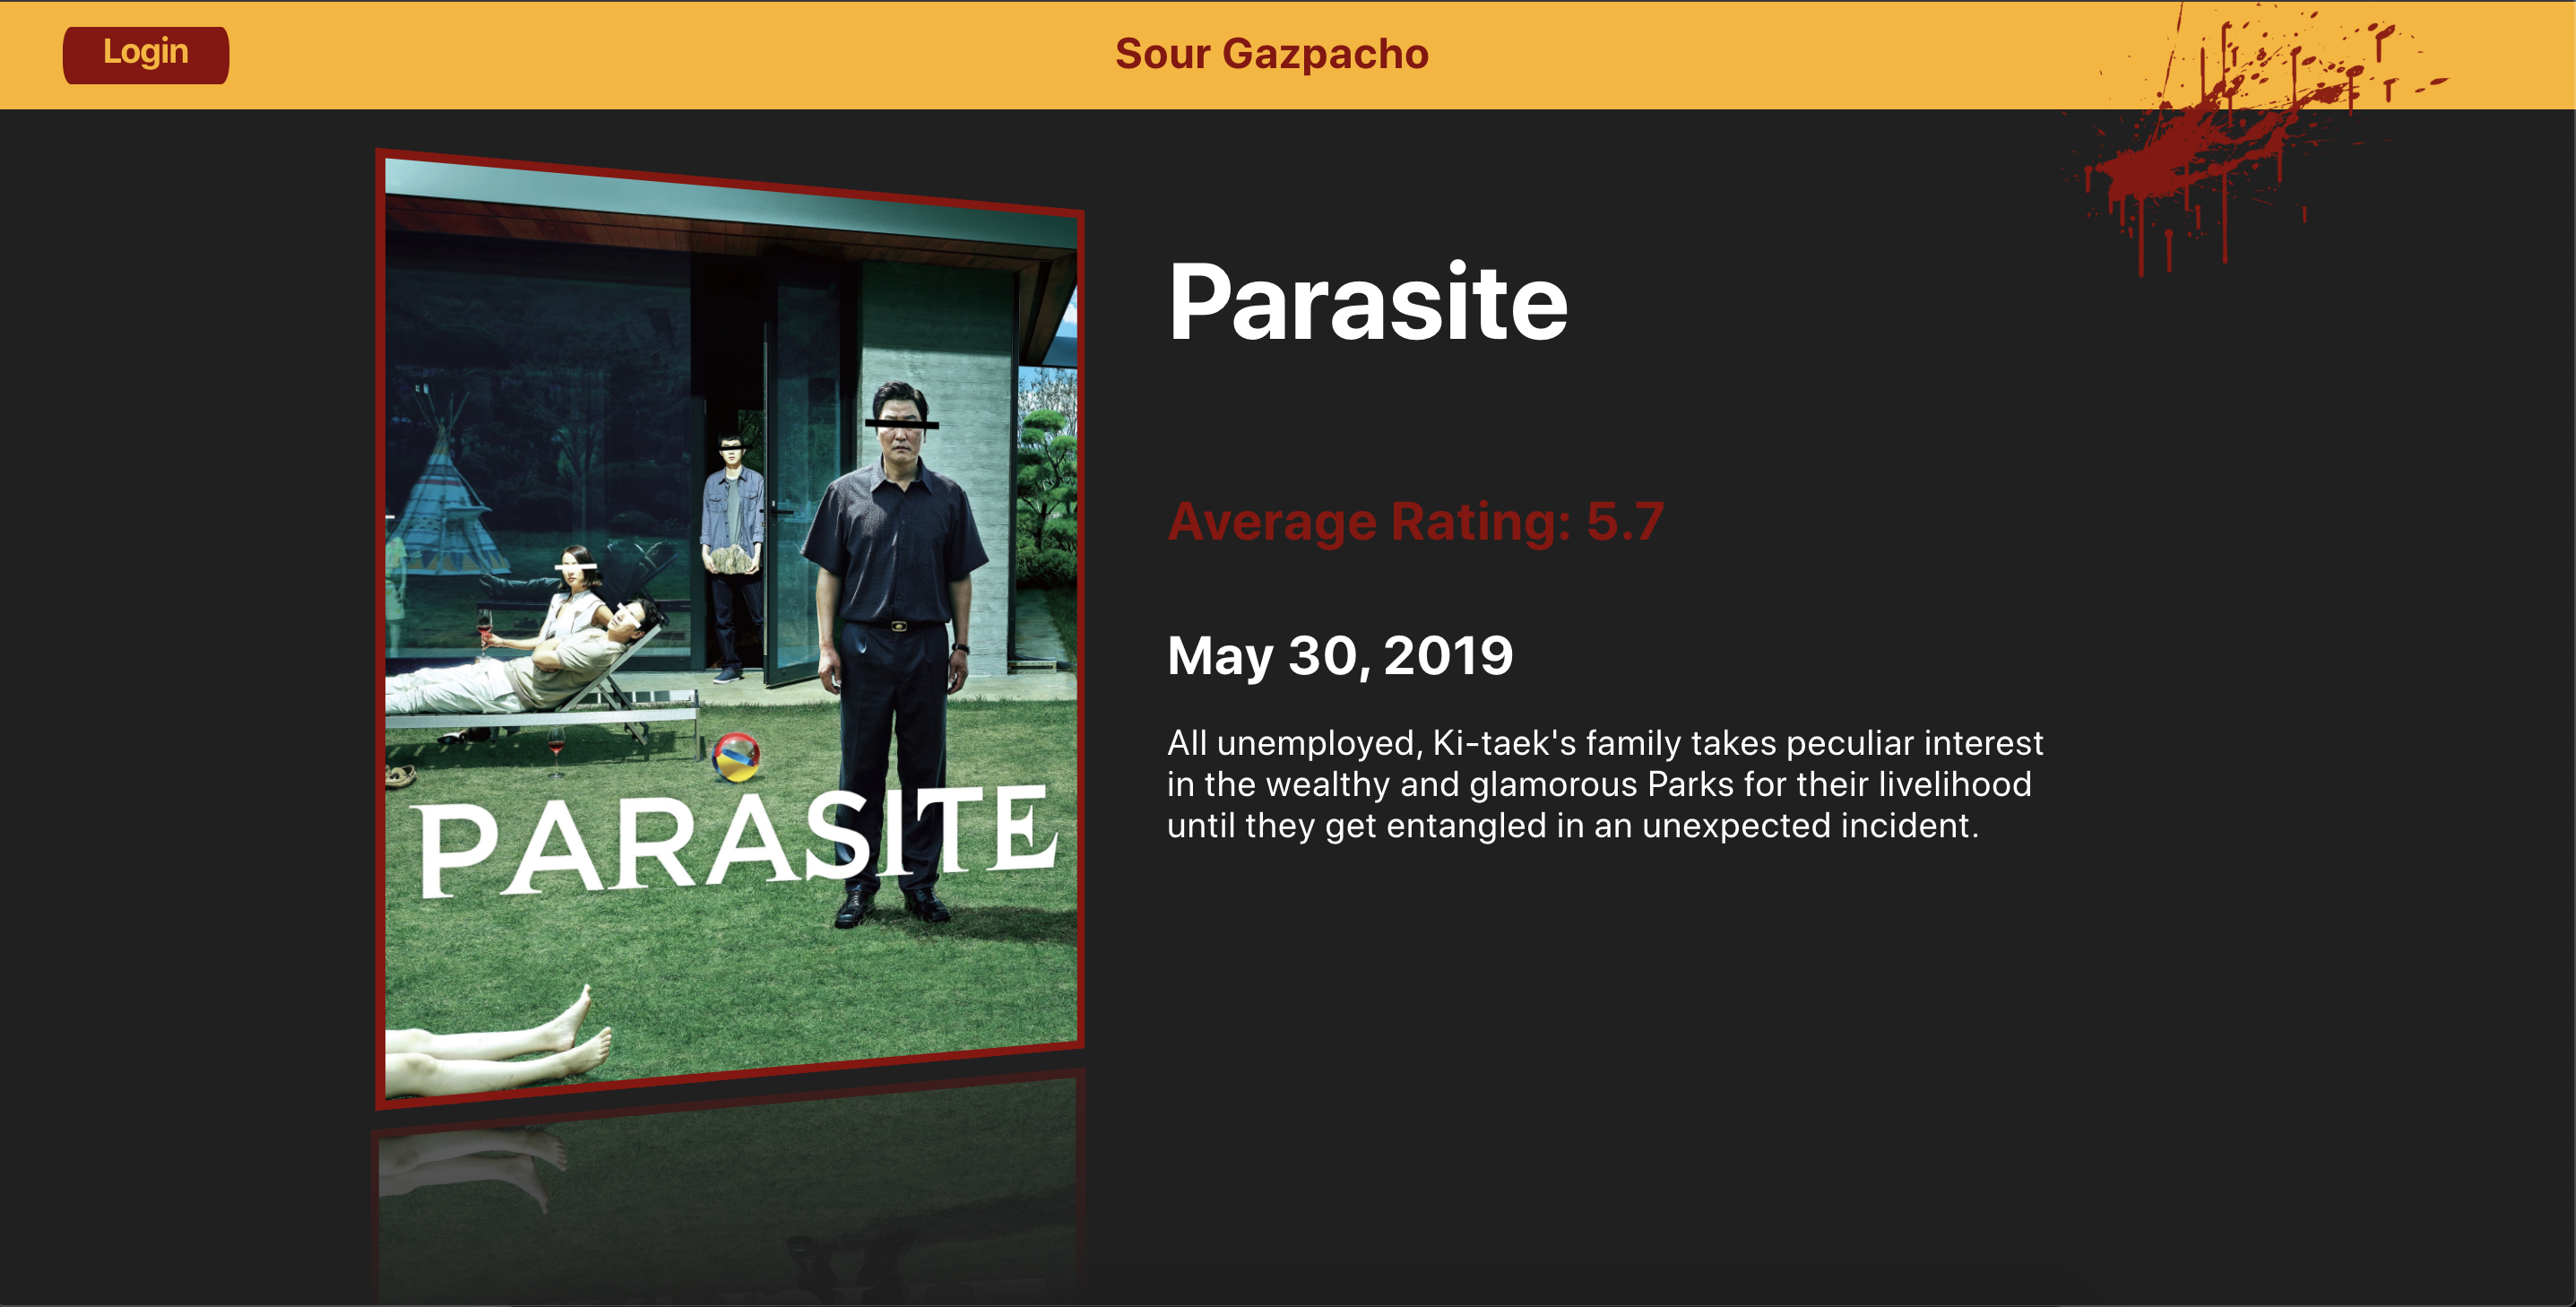 Login
Sour Gazpacho
Parasite
Average Rating: 5.7
May 30, 2019
All unemployed, Ki-taek's family takes peculiar interest
in the wealthy and glamorous Parks for their livelihood
until they get entangled in an unexpected incident.
PARASITE